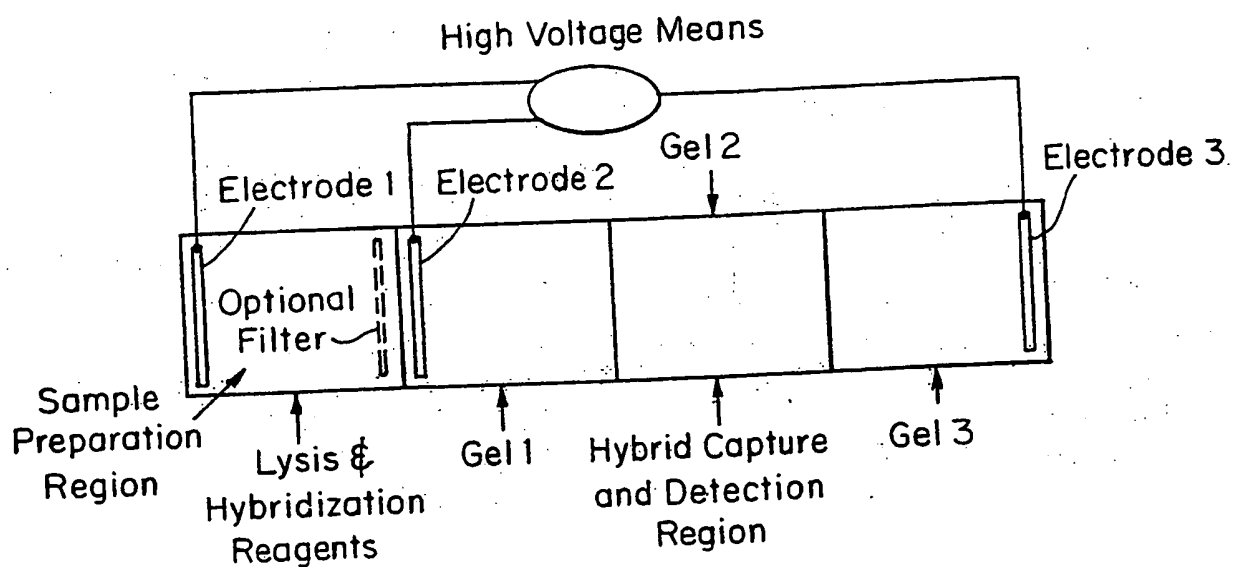 High Voltage Means
Gel 2
Electrode 3
Electrode 1
Electrode 2
Optional
Filter
Sample
Preparation
Region
Lysis &
Hybridization
Reagents
Gel 1
Hybrid Capture
and Detection
Region
Gel 3